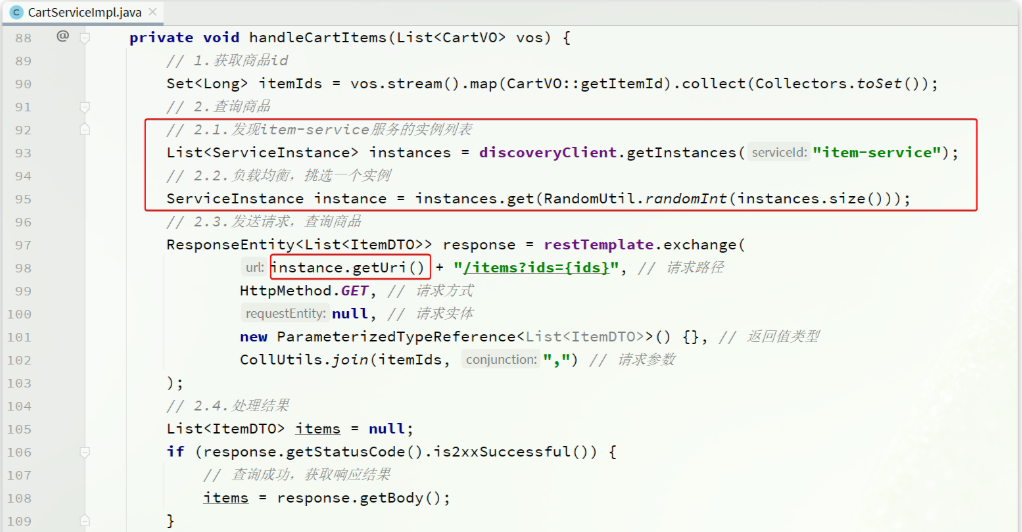 CartServiceImpl.java
88 @ private void handleCartItems(List<CartVO> vos) {
89 // 1.获取商品id
90 Set<Long> itemIds = vos.stream().map(CartVO::getItemId).collect(Collectors.toSet());
91 // 2.查询商品
92 // 2.1.发现item-service服务的实例列表
93 List<ServiceInstance> instances = discoveryClient.getInstances( serviceId: "item-service");
94 // 2.2.负载均衡，挑选一个实例
95 ServiceInstance instance = instances.get(RandomUtil.randomInt(instances.size()));
96 // 2.3.发送请求，查询商品
97 ResponseEntity<List<ItemDTO>> response = restTemplate.exchange(
98 url: instance.getUri() + "/items?ids={ids}", // 请求路径
99 HttpMethod.GET, // 请求方式
100 requestEntity: null, // 请求实体
101 new ParameterizedTypeReference<List<ItemDTO>>() {}, // 返回值类型
102 CollUtils.join(itemIds, conjunction: ",") // 请求参数
103 );
104 // 2.4.处理结果
105 List<ItemDTO> items = null;
106 if (response.getStatusCode().is2xxSuccessful()) {
107 // 查询成功，获取响应结果
108 items = response.getBody();
109 }